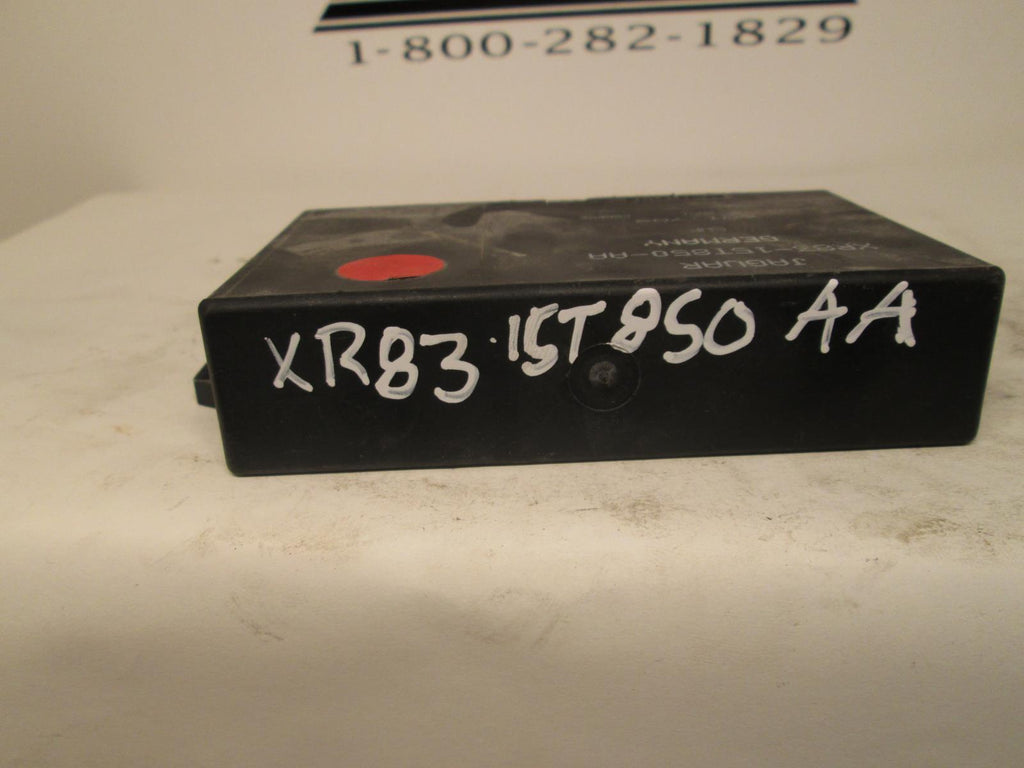 1-800-282-1829
JAGUAR
XR83-15T850-AA
GERMANY
XR83·15T850 AA